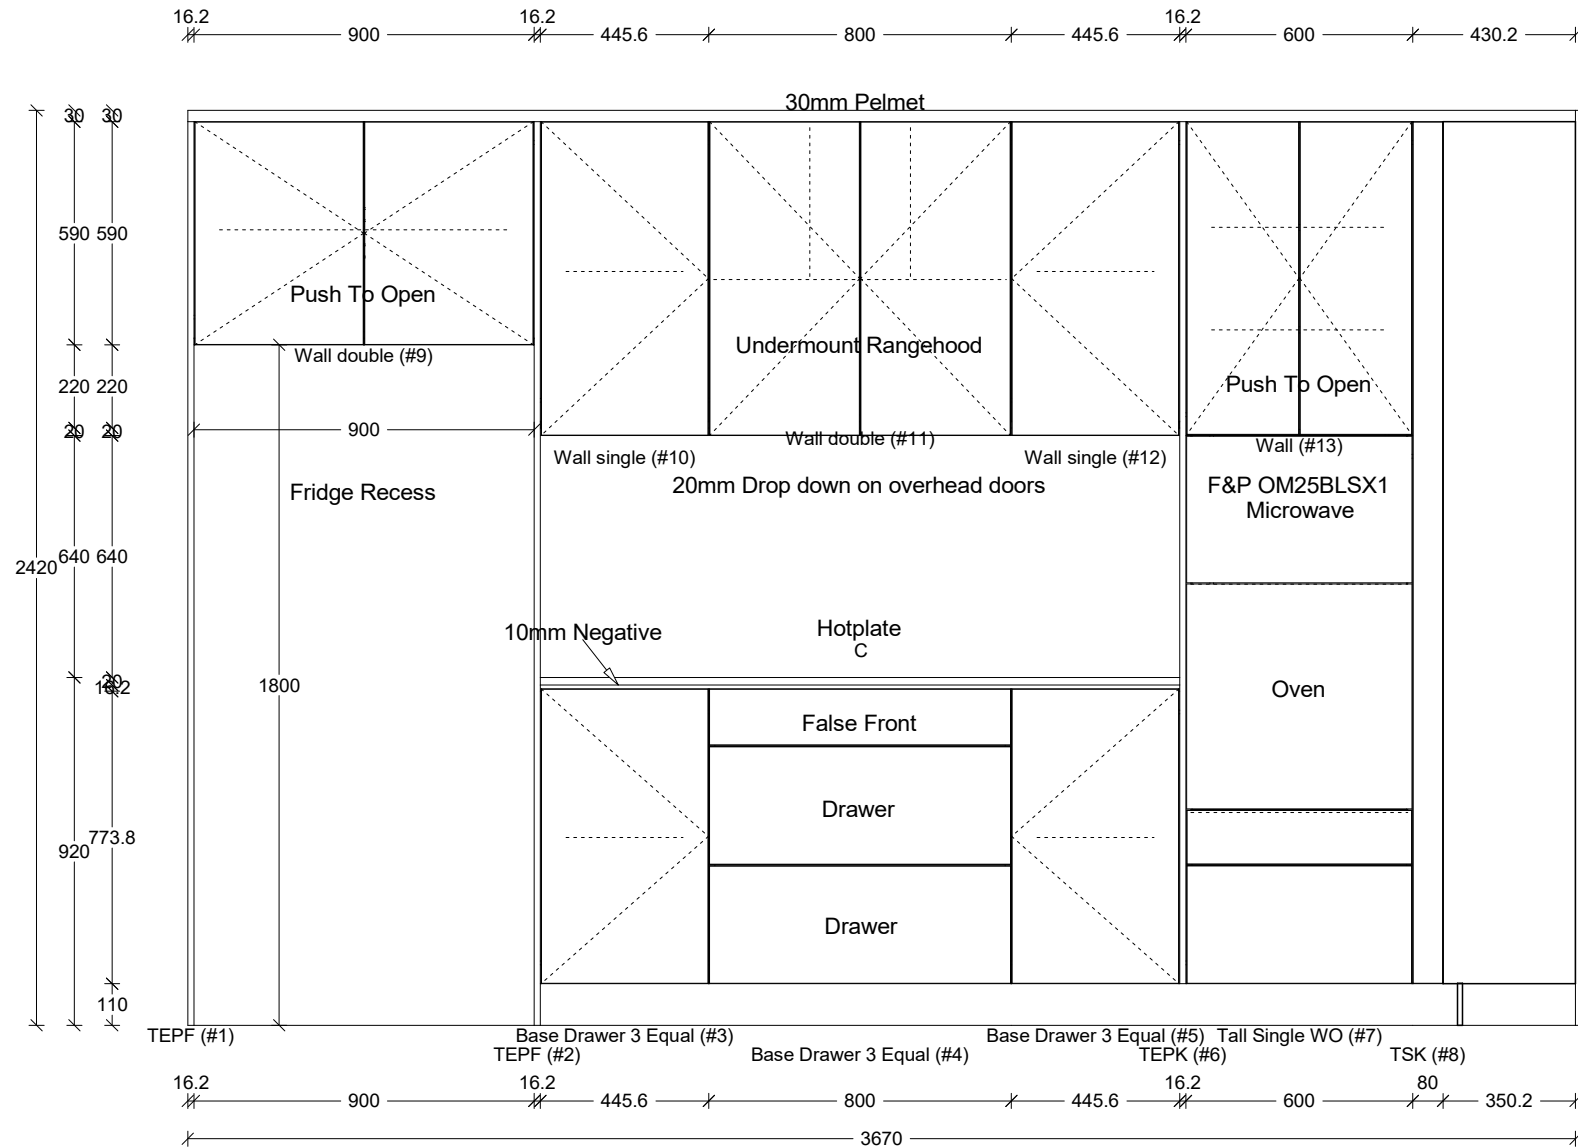 16.2 16.2 16.2
900 445.6 800 445.6 600 430.2
30mm Pelmet
30 30
590 590
Push To Open
Undermount Rangehood
Wall double (#9)
220 220
Push To Open
900
20 20
Wall double (#11)
Wall (#13)
Wall single (#10)
Wall single (#12)
Fridge Recess
20mm Drop down on overhead doors
F&P OM25BLSX1
Microwave
2420
640 640
10mm Negative
Hotplate
C
1800
20
16.2
Oven
False Front
Drawer
920
773.8
Drawer
110
TEPF (#1)
Base Drawer 3 Equal (#3)
Base Drawer 3 Equal (#5)
Tall Single WO (#7)
TEPF (#2)
Base Drawer 3 Equal (#4)
TEPK (#6)
TSK (#8)
16.2 16.2 16.2 80
900 445.6 800 445.6 600 350.2
3670